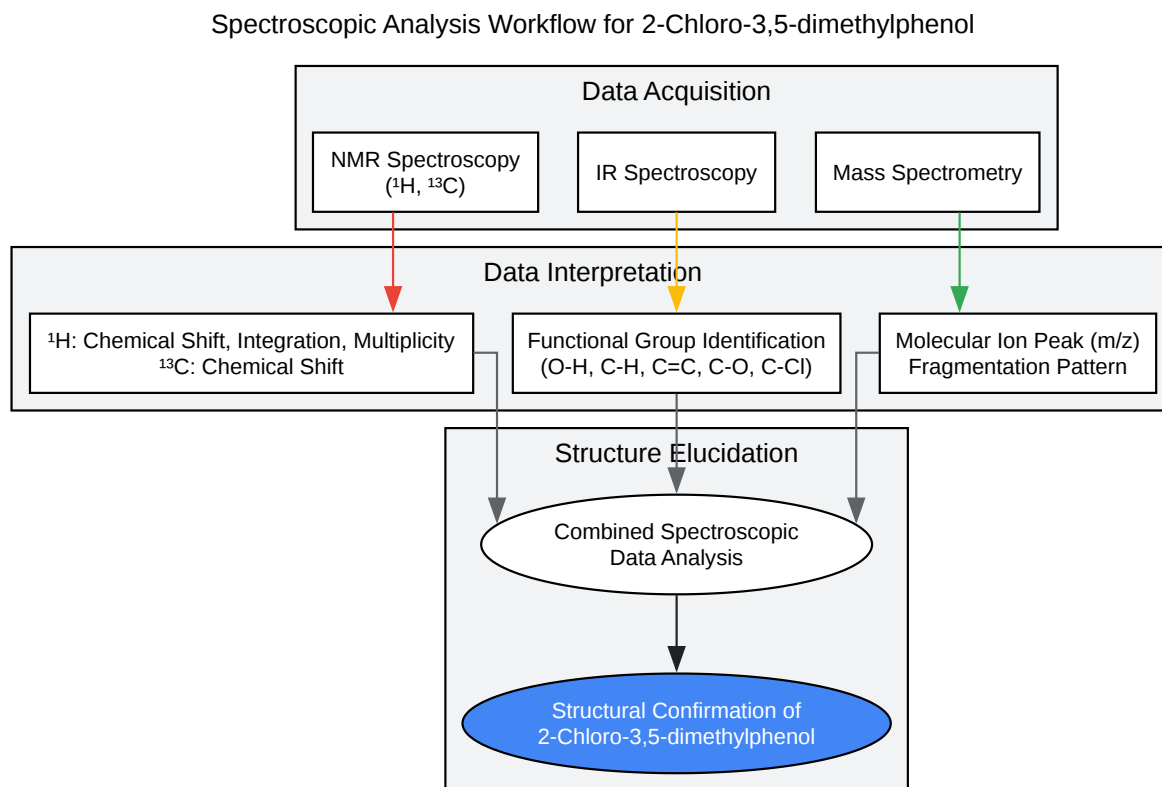 Spectroscopic Analysis Workflow for 2-Chloro-3,5-dimethylphenol
Data Acquisition
NMR Spectroscopy
(¹H, ¹³C)
IR Spectroscopy
Mass Spectrometry
Data Interpretation
¹H: Chemical Shift, Integration, Multiplicity
¹³C: Chemical Shift
Functional Group Identification
(O-H, C-H, C=C, C-O, C-Cl)
Molecular Ion Peak (m/z)
Fragmentation Pattern
Structure Elucidation
Combined Spectroscopic
Data Analysis
Structural Confirmation of
2-Chloro-3,5-dimethylphenol